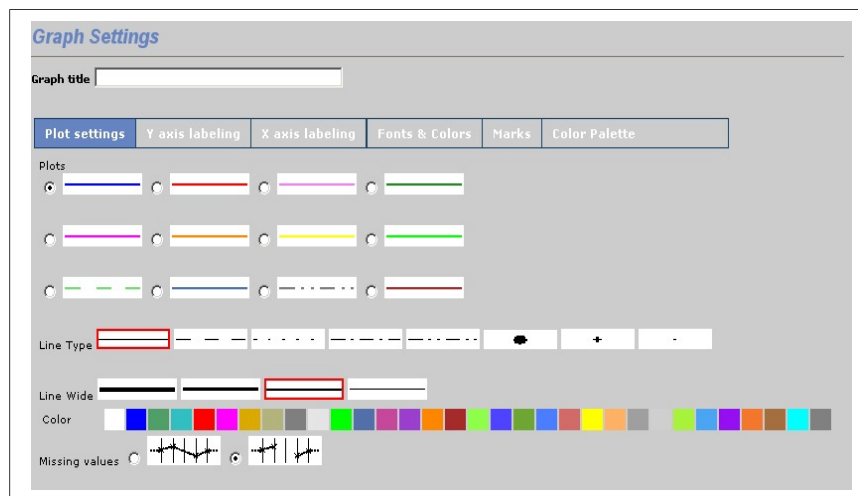 Graph Settings
Graph title
Plot settings Y axis labeling X axis labeling Fonts & Colors Marks Color Palette
Plots
Line Type
Line Wide
Color
Missing values